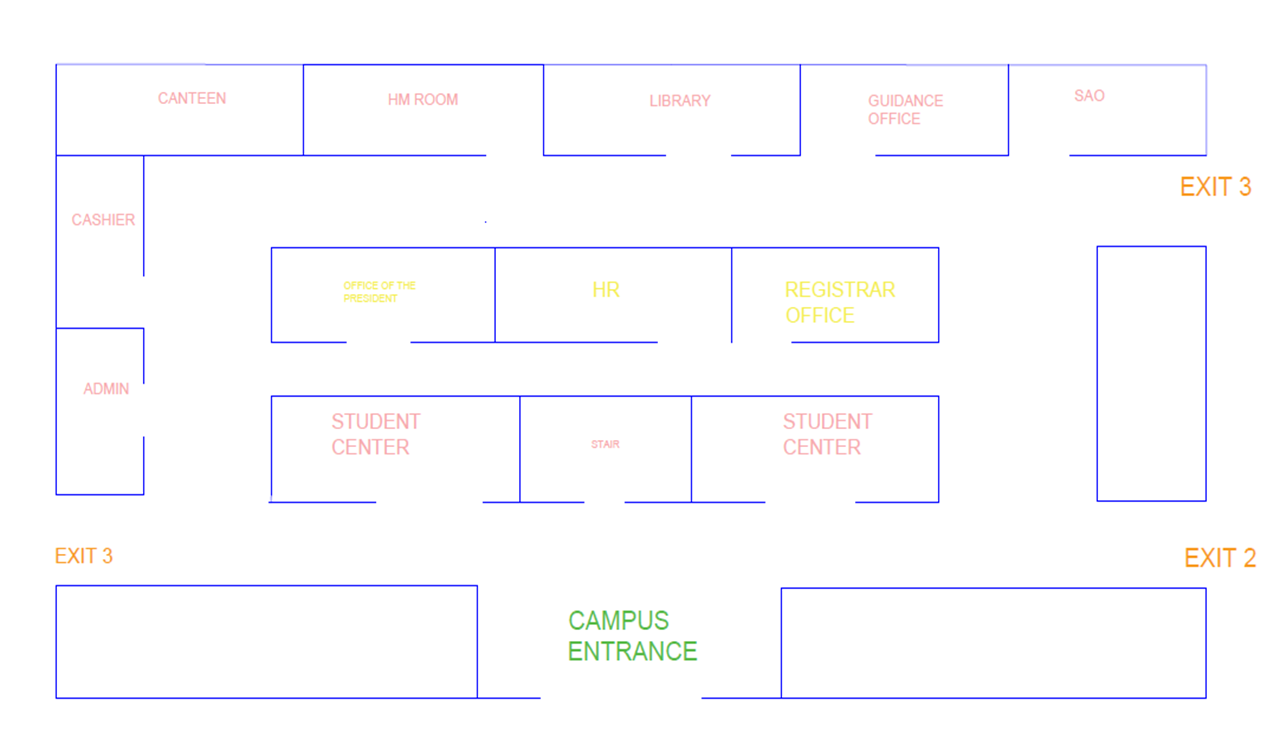 CANTEEN
HM ROOM
LIBRARY
GUIDANCE
OFFICE
SAO
EXIT 3
CASHIER
OFFICE OF THE
PRESIDENT
HR
REGISTRAR
OFFICE
ADMIN
STUDENT
CENTER
STAIR
STUDENT
CENTER
EXIT 3
EXIT 2
CAMPUS
ENTRANCE